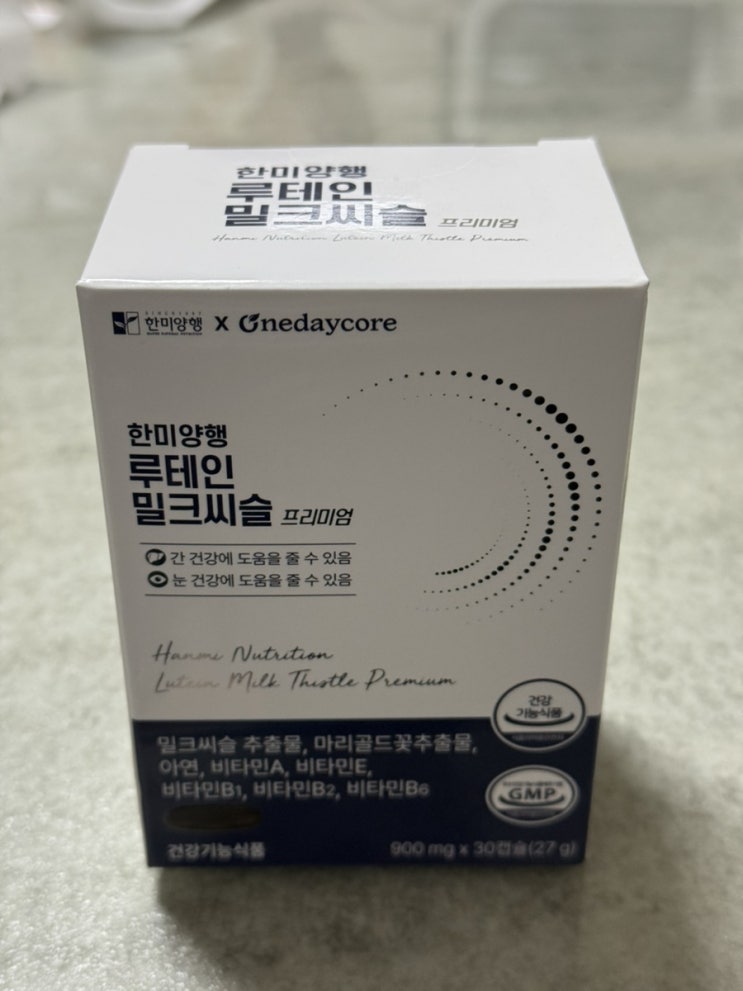 한미양행
루테인
밀크씨슬 프리미엄
Hanmi Nutrition Lutein Milk Thistle Premium
한미양행 X Onedaycore
한미양행
루테인
밀크씨슬 프리미엄
간 건강에 도움을 줄 수 있음
눈 건강에 도움을 줄 수 있음
Hanmi Nutrition
Lutein Milk Thistle Premium
건강
기능식품
밀크씨슬 추출물, 마리골드꽃추출물,
아연, 비타민A, 비타민E,
비타민B1, 비타민B2, 비타민B6
GMP
건강기능식품
900 mg x 30캡슐(27 g)